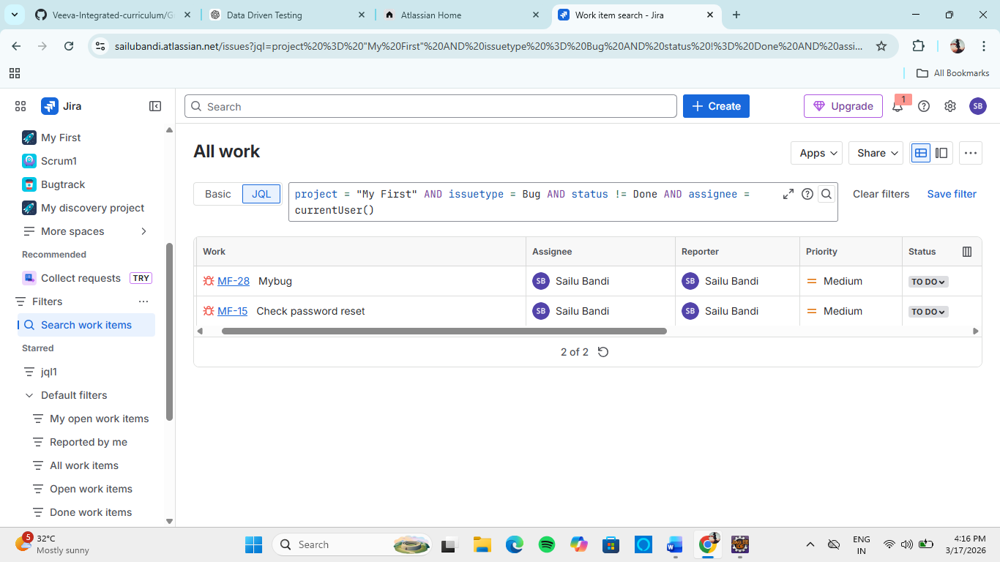 Veeva-Integrated-curriculum/Gr
Data Driven Testing
Atlassian Home
Work item search - Jira
sailubandi.atlassian.net/issues?jql=project%20%3D%20"My%20First"%20AND%20issuetype%20%3D%20Bug%20AND%20status%20!%3D%20Done%20AND%20assi...
All Bookmarks
Jira
Search
Create
Upgrade
1
SB
My First
Scrum1
Bugtrack
My discovery project
More spaces
Recommended
Collect requests TRY
Filters
Search work items
Starred
jql1
Default filters
My open work items
Reported by me
All work items
Open work items
Done work items
All work
Apps
Share
Basic
JQL
project = "My First" AND issuetype = Bug AND status != Done AND assignee =
currentUser()
Clear filters
Save filter
Work Assignee Reporter Priority Status
MF-28 Mybug SB Sailu Bandi SB Sailu Bandi Medium TO DO
MF-15 Check password reset SB Sailu Bandi SB Sailu Bandi Medium TO DO
2 of 2
5
32°C
Mostly sunny
Search
ENG
IN
4:16 PM
3/17/2026